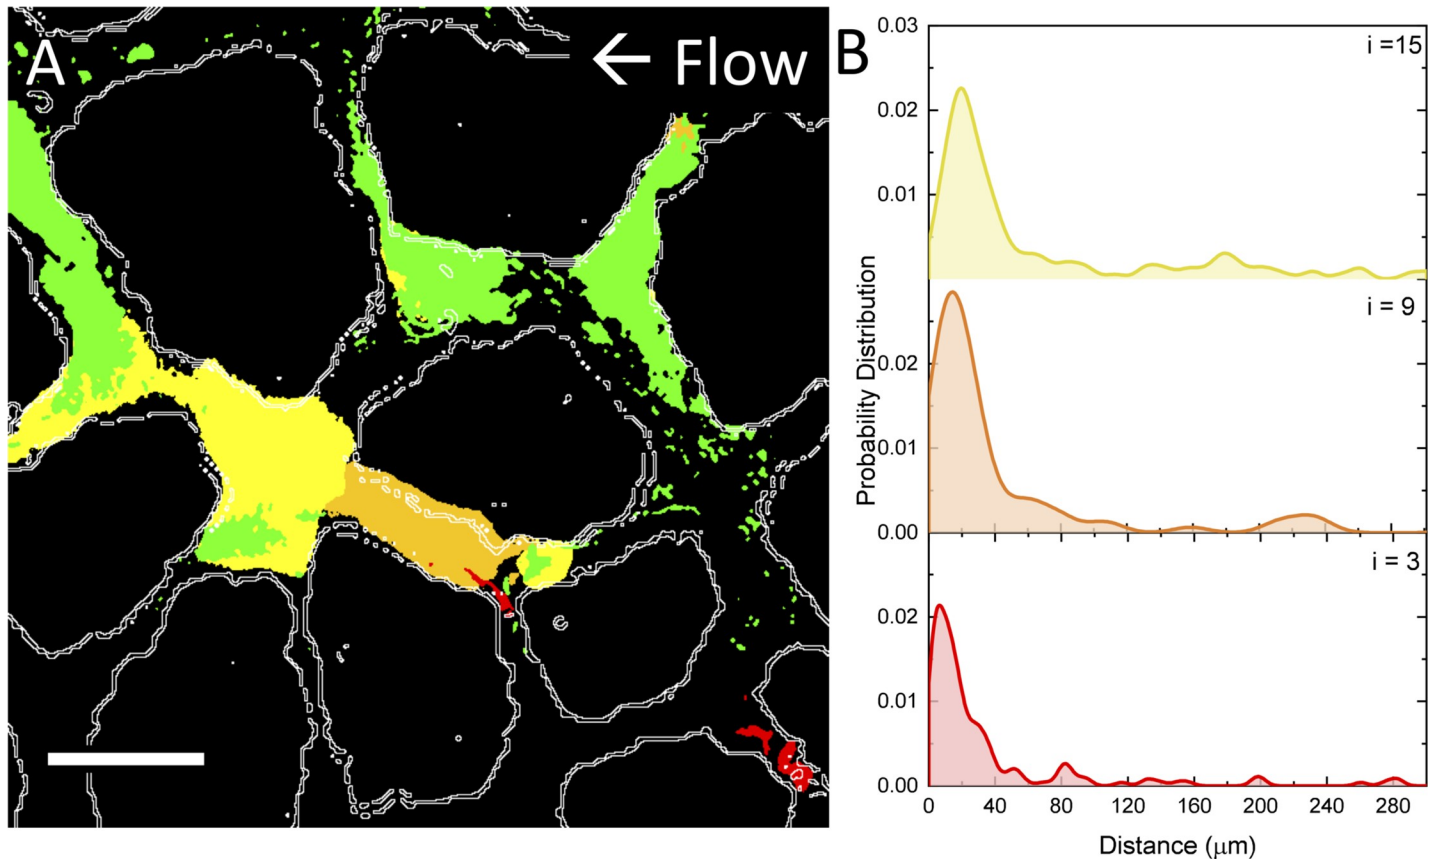 A
← Flow
B
i =15
i = 9
i = 3
0.03
0.02
0.01
0.02
0.01
0.00
0.02
0.01
0.00
Probability Distribution
0 40 80 120 160 200 240 280
Distance (μm)